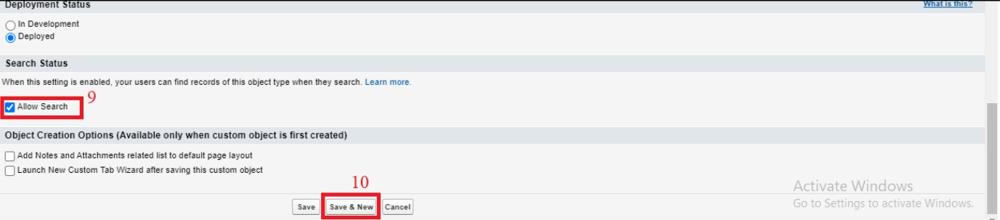 Deployment Status What is this?
In Development
Deployed
Search Status
When this setting is enabled, your users can find records of this object type when they search. Learn more.
9
Allow Search
Object Creation Options (Available only when custom object is first created)
Add Notes and Attachments related list to default page layout
Launch New Custom Tab Wizard after saving this custom object
10
Activate Windows
Save Save & New Cancel Go to Settings to activate Windows.